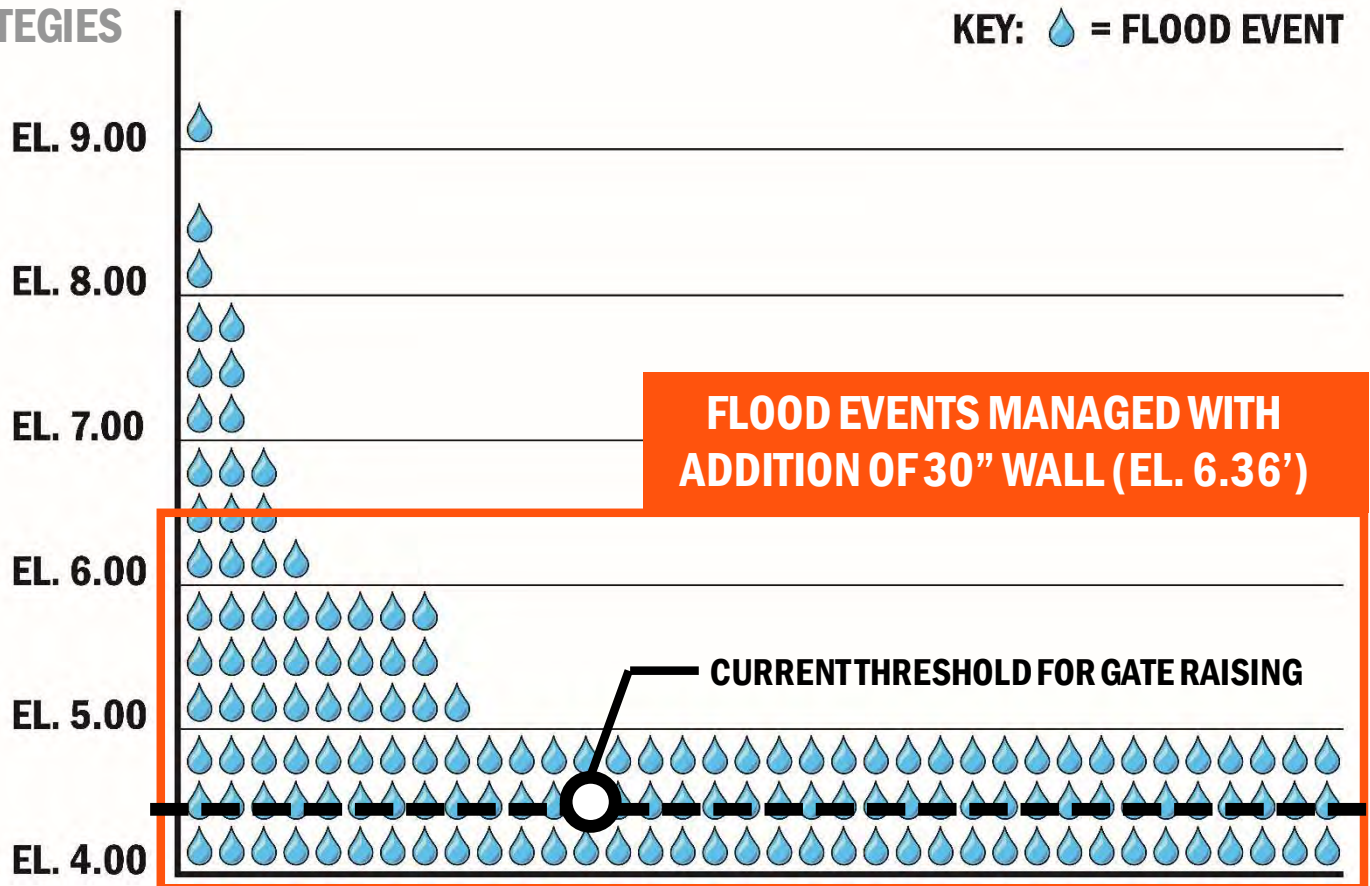 TEGIES
KEY: = FLOOD EVENT
EL. 9.00
EL. 8.00
EL. 7.00
FLOOD EVENTS MANAGED WITH
ADDITION OF 30” WALL (EL. 6.36’)
EL. 6.00
CURRENT THRESHOLD FOR GATE RAISING
EL. 5.00
EL. 4.00